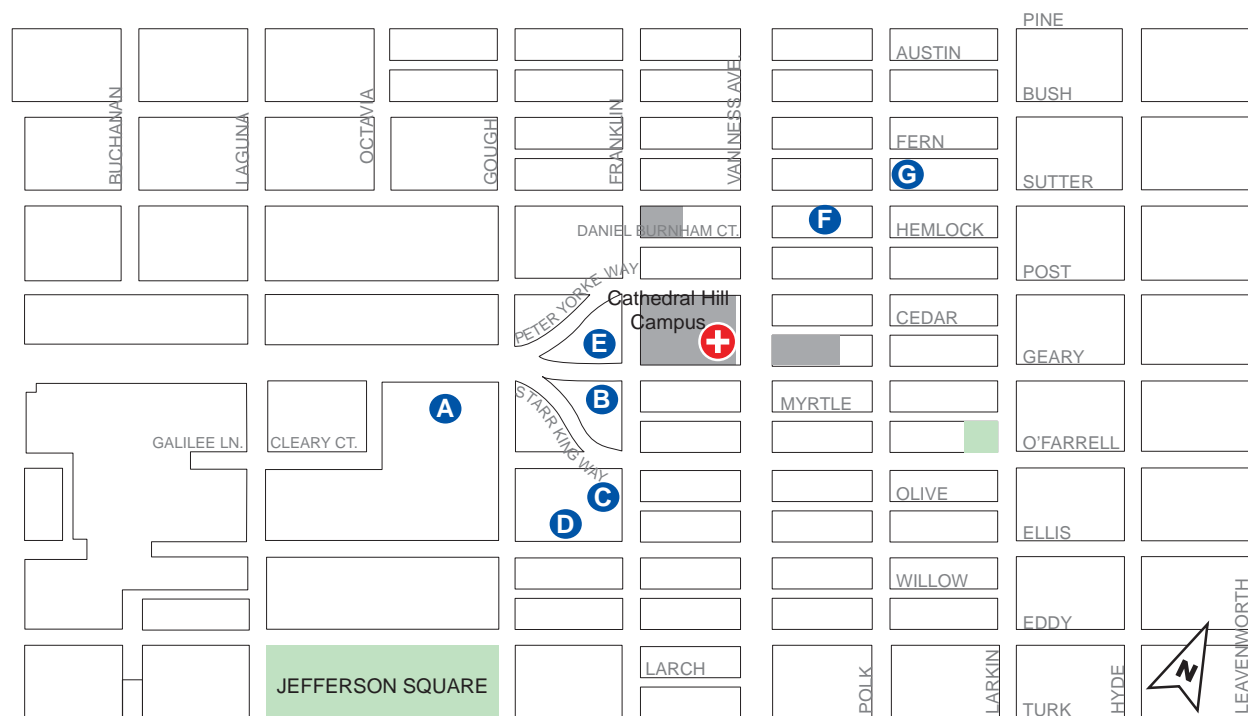 PINE
AUSTIN
BUSH
BUCHANAN
LAGUNA
OCTAVIA
GOUGH
FRANKLIN
VAN NESS AVE.
FERN
G
SUTTER
F
DANIEL BURNHAM CT.
HEMLOCK
POST
PETER YORKE WAY
Cathedral Hill
Campus
CEDAR
E
GEARY
A
B
STARR KING WAY
MYRTLE
GALILEE LN.
CLEARY CT.
O'FARRELL
C
OLIVE
D
ELLIS
WILLOW
EDDY
LEAVENWORTH
JEFFERSON SQUARE
LARCH
POLK
LARKIN
TURK
HYDE
N